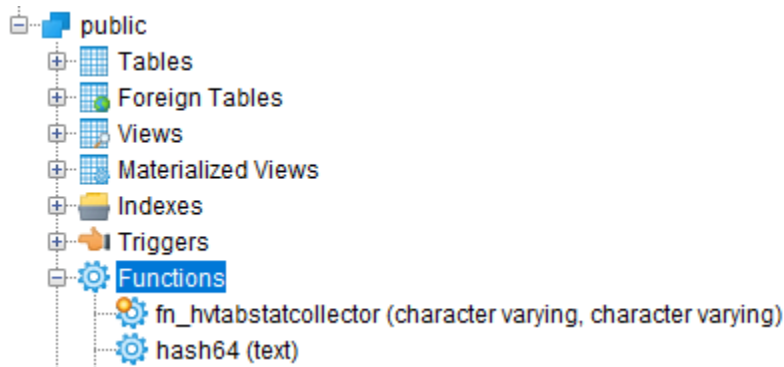 public
Tables
Foreign Tables
Views
Materialized Views
Indexes
Triggers
Functions
fn_hvtabstatcollector (character varying, character varying)
hash64 (text)